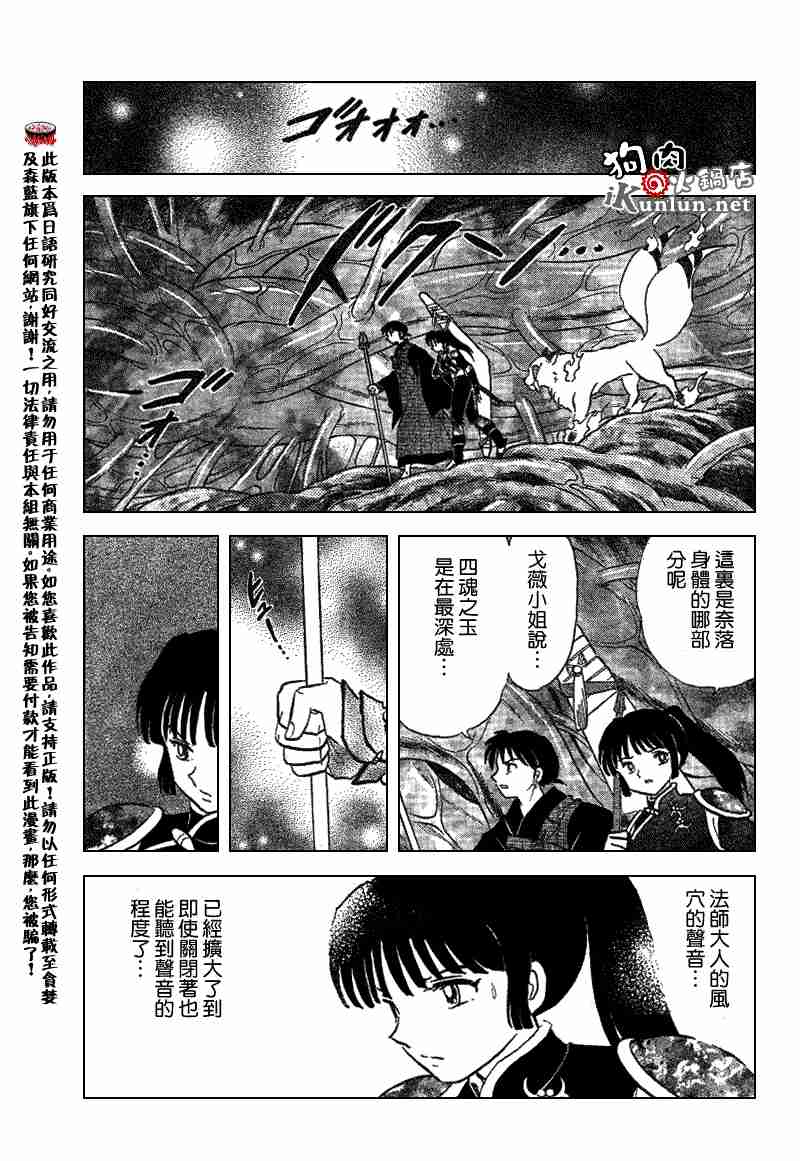 ゴオオオ…
狗肉
火鍋店
iKunlun.net
ドクン…
這裏是奈落
身體的哪部
分呢
戈薇小姐說…
四魂之玉
是在最深處…
ヒュー…
法師大人的風
穴的聲音…
已經擴大了到
即使關閉著也
能聽到聲音的
程度了…
此版本爲日語研究同好交流之用,請勿用于任何商業用途。如您喜歡此作品,請支持正版!請勿以任何形式轉載至貪婪
及森藍旗下任何網站,謝謝!一切法律責任與本組無關。如果您被告知需要付款才能看到此漫畫,那麼,您被騙了!